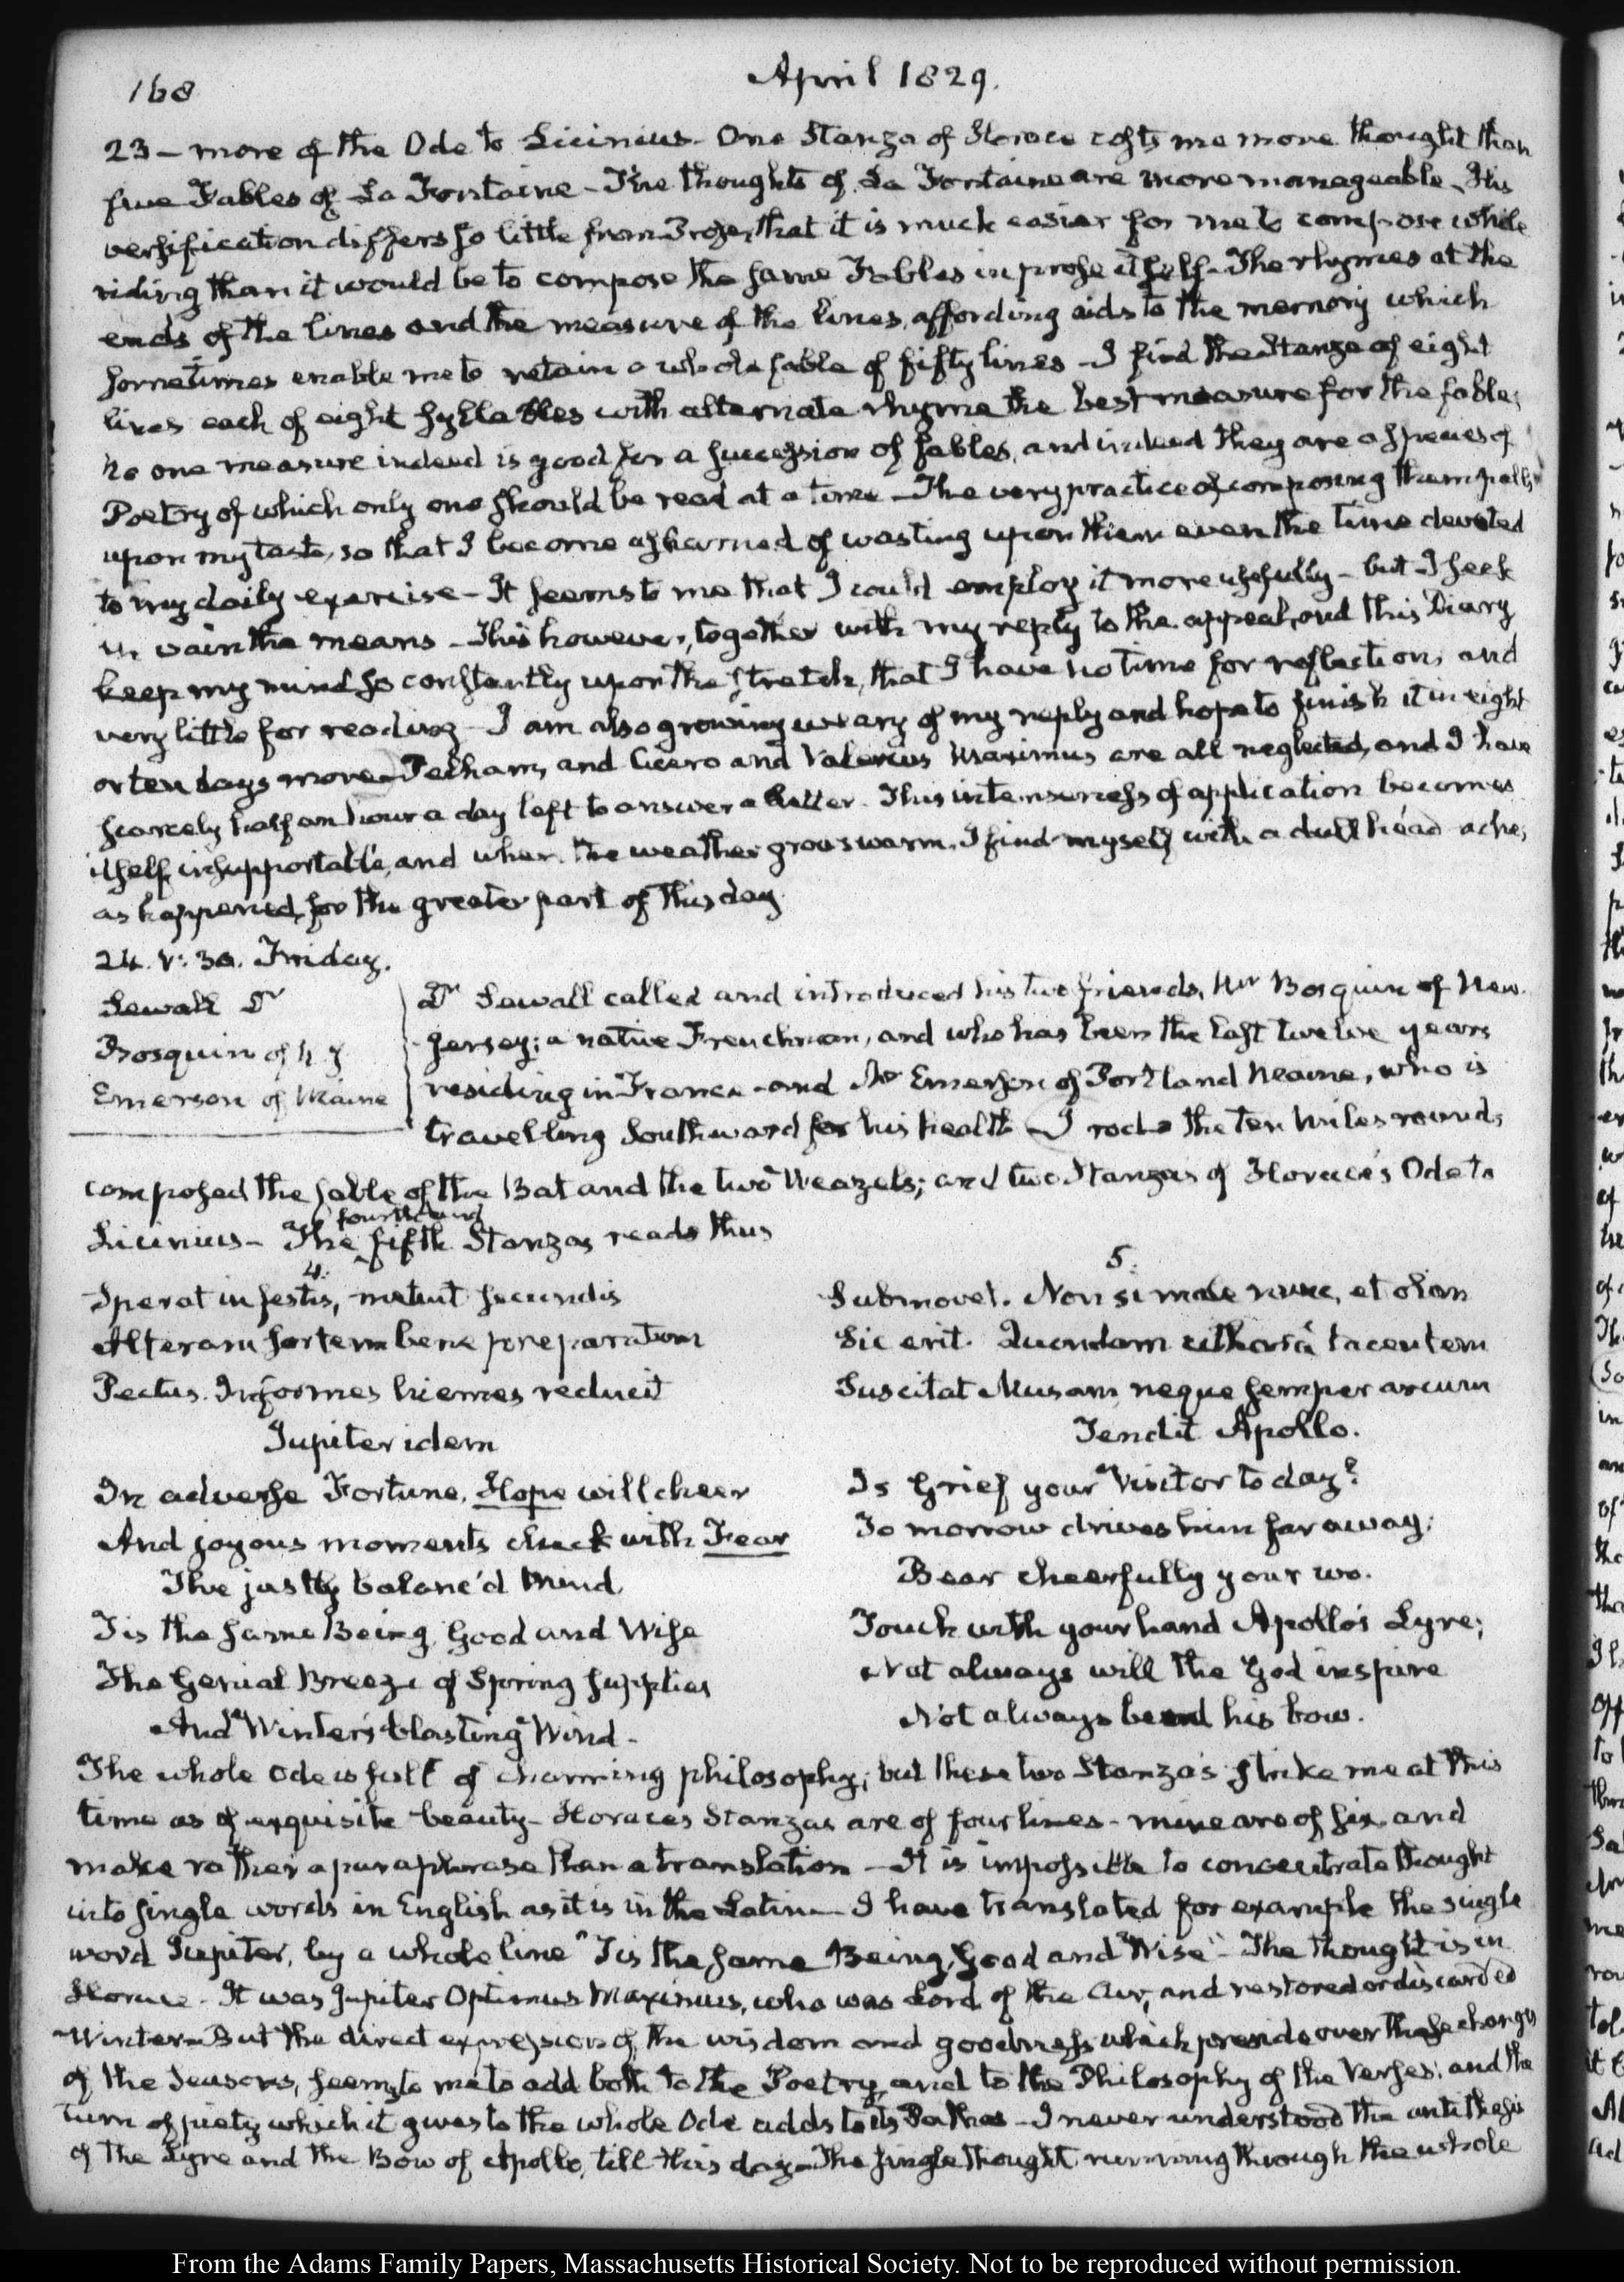 168
April 1829.
23 — more of the Ode to Licinius. One Stanza of Horace costs me more thought than
five Fables of La Fontaine — The thoughts of La Fontaine are more manageable. His
versification differs so little from Prose, that it is much easier for me to compose while
riding than it would be to compose the same Fables in prose itself. The rhymes at the
ends of the lines and the measure of the lines, affording aids to the memory which
sometimes enable me to retain a whole fable of fifty lines — I find the Stanza of eight
lines each of eight syllables with alternate rhyme the best measure for the fable;
no one measure indeed is good for a succession of fables, and indeed they are a species of
Poetry of which only one should be read at a time — The very practice of composing them palls
upon my taste, so that I become ashamed of wasting upon them even the time devoted
to my daily exercise — It seems to me that I could employ it more usefully — but I seek
in vain the means — This however, together with my reply to the appeal, and this Diary
keep my mind so constantly upon the stretch, that I have no time for reflection, and
very little for reading — I am also growing weary of my reply and hope to finish it in eight
or ten days more — Pelham, and Cicero and Valerius Maximus are all neglected, and I have
scarcely half an hour a day left to answer a Letter. This intenseness of application becomes
itself insupportable, and when the weather grows warm, I find myself with a dull head ache,
as happened for the greater part of this day.
24. V: 30. Friday.
Sewall Dr
Bosquin of N. J
Emerson of Maine
Dr Sewall called and introduced his two friends, Mr Bosquin of New-
Jersey; a native Frenchman, and who has been the last twelve years
residing in France — and Mr Emerson of Portland Maine, who is
travelling Southward for his health — I rode the ten Miles round,
composed the fable of the Bat and the two Weazels; and two Stanzas of Horace's Ode to
Licinius — The fourth and fifth Stanzas reads thus
4.
Sperat infestis, metuit secundis
Alteram sortem bene preparatum
Pectus. Informes hiemes reducit
Jupiter idem
In adverse Fortune, Hope will cheer
And joyous moments check with Fear
The justly balanc'd Mind
Tis the same Being, Good and Wise
The Genial Breeze of Spring supplies
And Winter's blasting Wind.
5.
Submovet. Non si male nunc, et olim
Sic erit. Quondam citharâ tacentem
Suscitat Musam, neque semper arcum
Tendit Apollo.
Is Grief your Visitor to day?
To morrow drives him far away;
Bear cheerfully your wo.
Touch with your hand Apollo's Lyre;
Not always will the God inspire
Not always bend his bow.
The whole Ode is full of charming philosophy; but these two Stanza's strike me at this
time as of exquisite beauty — Horace's Stanzas are of four lines — mine are of six, and
make rather a paraphrase than a translation — It is impossible to concentrate thought
into single words in English as it is in the Latin — I have translated for example the single
word Jupiter, by a whole line "Tis the same Being, Good and Wise" — The thought is in
Horace. It was Jupiter Optimus Maximus, who was Lord of the Air, and restored or discarded
Winter — But the direct expression of the wisdom and goodness which preside over these changes
of the Seasons, seems to me to add both to the Poetry and to the Philosophy of the Verses; and the
turn of piety which it gives to the whole Ode adds to its Pathos — I never understood the antithesis
of the Lyre and the Bow of Apollo, till this day — The single thought running through the whole
From the Adams Family Papers, Massachusetts Historical Society. Not to be reproduced without permission.